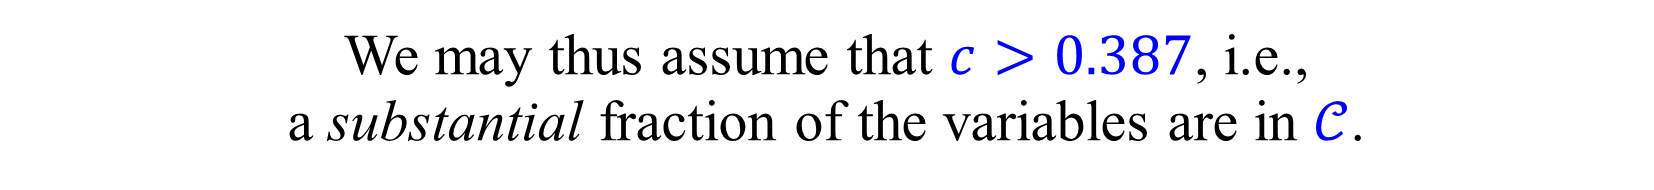 We may thus assume that c > 0.387, i.e.,
a substantial fraction of the variables are in 𝒞.